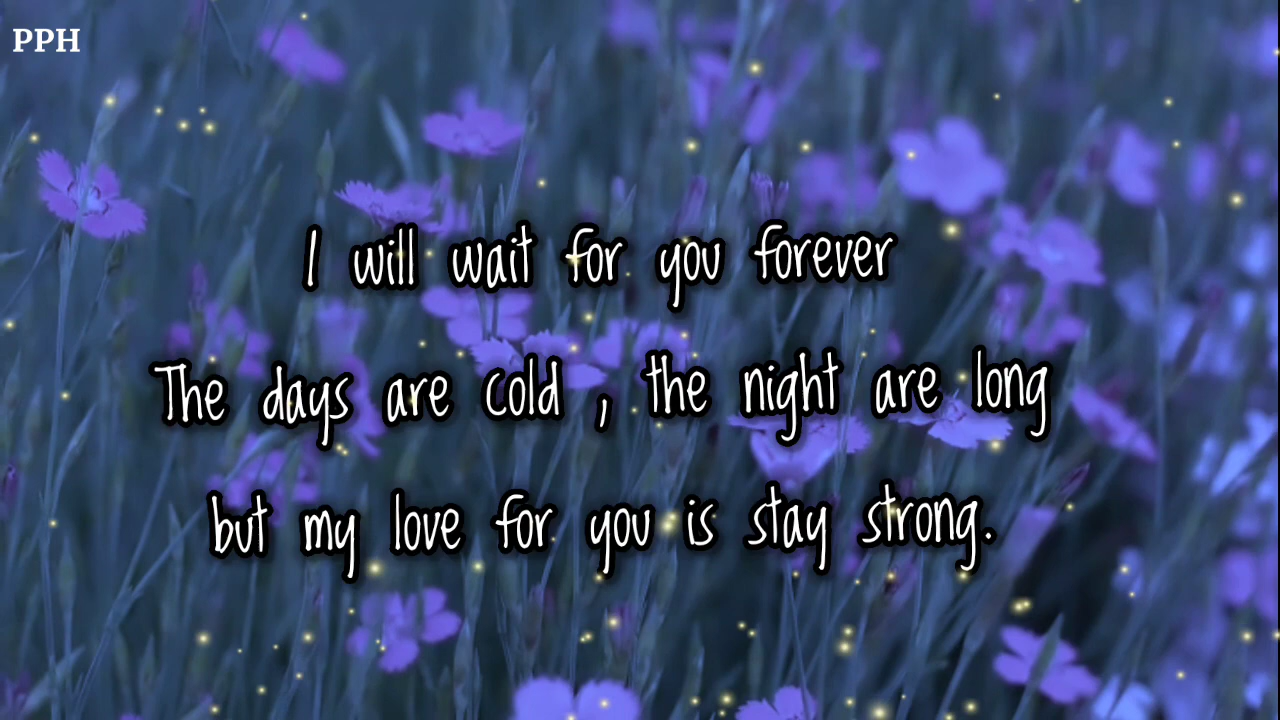 PPH
I will wait for you forever
The days are cold , the night are long
but my love for you is stay strong.